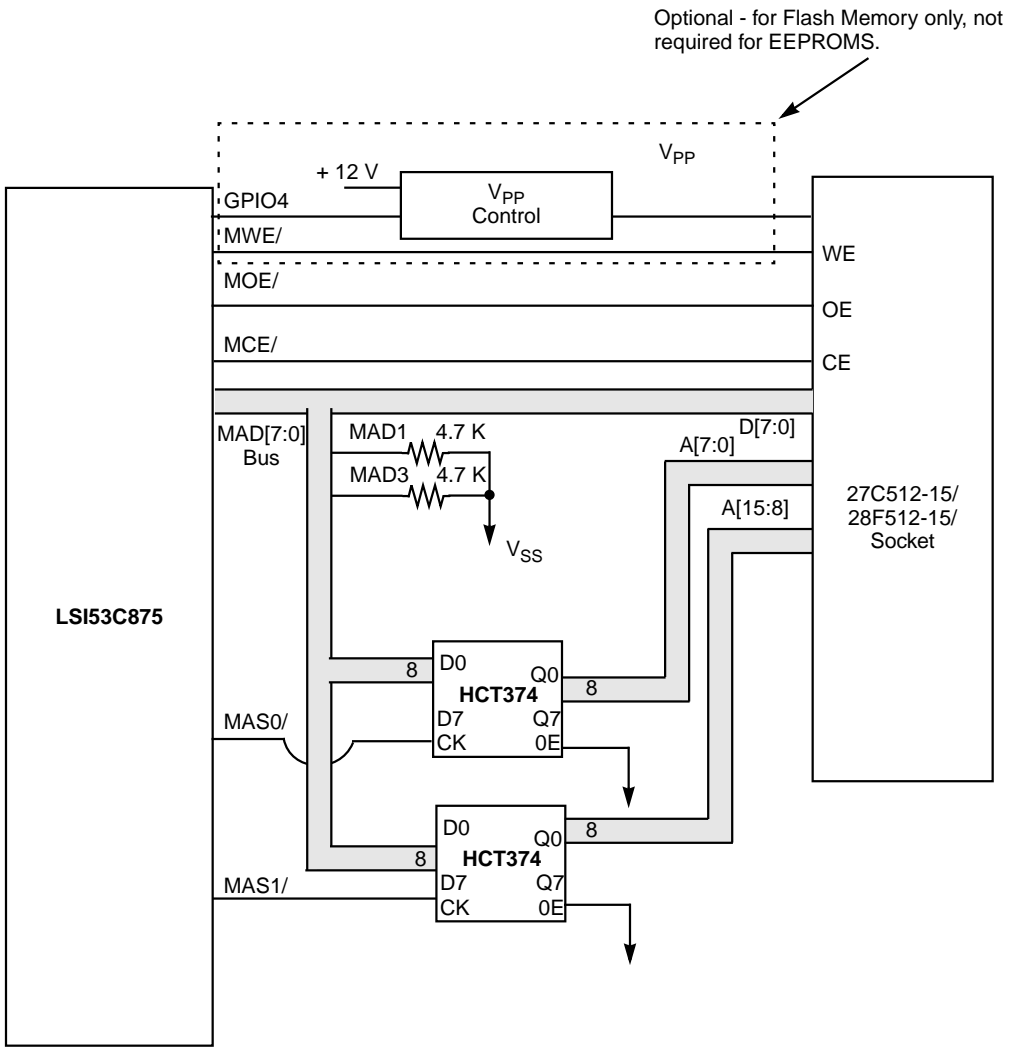 Optional - for Flash Memory only, not
required for EEPROMS.
VPP
+ 12 V
VPP
Control
GPIO4
MWE/
WE
MOE/
OE
MCE/
CE
MAD[7:0]
Bus
MAD1 4.7 K
MAD3 4.7 K
VSS
D[7:0]
A[7:0]
A[15:8]
27C512-15/
28F512-15/
Socket
LSI53C875
8
D0
Q0
HCT374
8
D7
Q7
CK
0E
MAS0/
8
D0
Q0
HCT374
8
D7
Q7
CK
0E
MAS1/